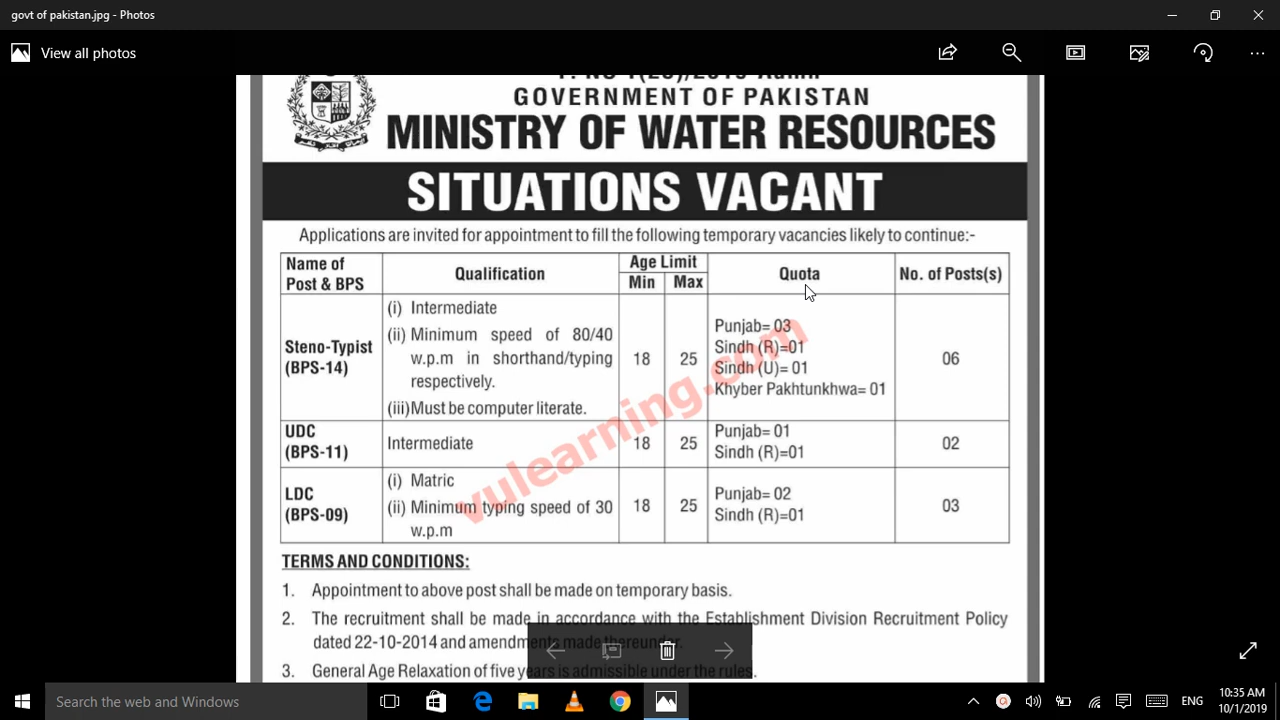 govt of pakistan.jpg - Photos
View all photos
GOVERNMENT OF PAKISTAN
MINISTRY OF WATER RESOURCES
SITUATIONS VACANT
Applications are invited for appointment to fill the following temporary vacancies likely to continue:-
Name of Post & BPS
Qualification
Age Limit
Min Max
Quota
No. of Posts(s)
Steno-Typist
(BPS-14)
(i) Intermediate
(ii) Minimum speed of 80/40
w.p.m in shorthand/typing
respectively.
(iii) Must be computer literate.
18
25
Punjab= 03
Sindh (R)=01
Sindh (U)= 01
Khyber Pakhtunkhwa= 01
06
UDC
(BPS-11)
Intermediate
18
25
Punjab= 01
Sindh (R)=01
02
LDC
(BPS-09)
(i) Matric
(ii) Minimum typing speed of 30
w.p.m
18
25
Punjab= 02
Sindh (R)=01
03
vulearning.com
TERMS AND CONDITIONS:
1. Appointment to above post shall be made on temporary basis.
2. The recruitment shall be made in accordance with the Establishment Division Recruitment Policy
dated 22-10-2014 and amendments made thereunder.
3. General Age Relaxation of five years is admissible under the rules.
Search the web and Windows
ENG
10:35 AM
10/1/2019